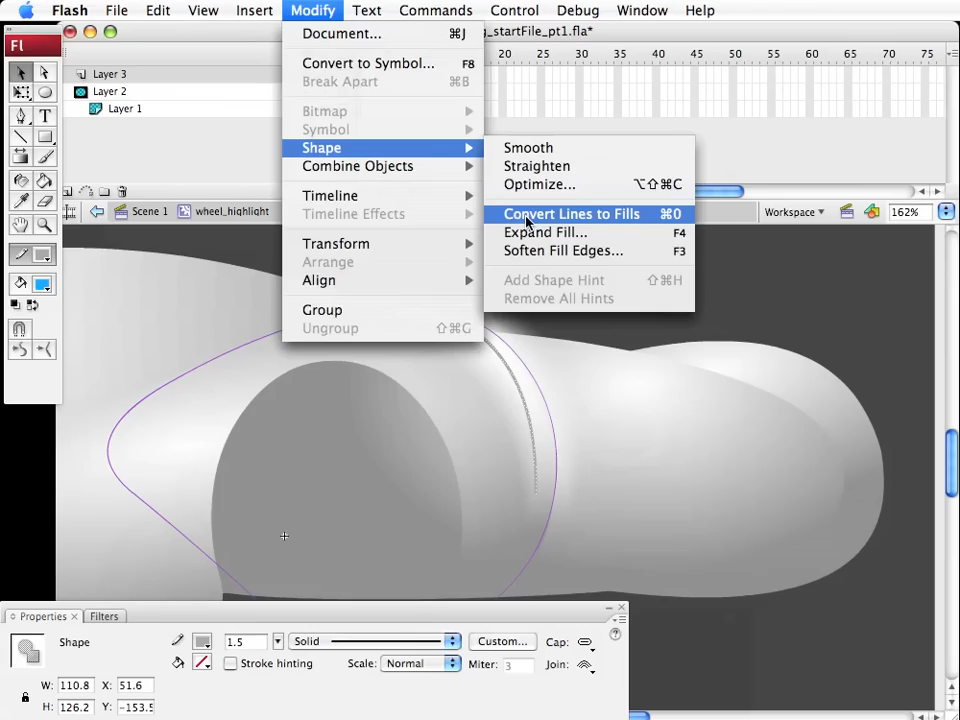 Flash File Edit View Insert Modify Text Commands Control Debug Window Help
g_startFile_pt1.fla*
Fl
20 25 30 35 40 45 50 55 60 65 70 75
Layer 3
Layer 2
Layer 1
Document... ⌘J
Convert to Symbol... F8
Break Apart ⌘B
Bitmap
Symbol
Shape
Combine Objects
Timeline
Timeline Effects
Transform
Arrange
Align
Group
Ungroup ⇧⌘G
Smooth
Straighten
Optimize... ⌥⇧⌘C
Convert Lines to Fills ⌘0
Expand Fill... F4
Soften Fill Edges... F3
Add Shape Hint ⇧⌘H
Remove All Hints
Scene 1 wheel_highlight
Workspace 162%
Properties Filters
Shape 1.5 Solid Custom... Cap:
Stroke hinting Scale: Normal Miter: 3 Join:
W: 110.8 X: 51.6
H: 126.2 Y: -153.5